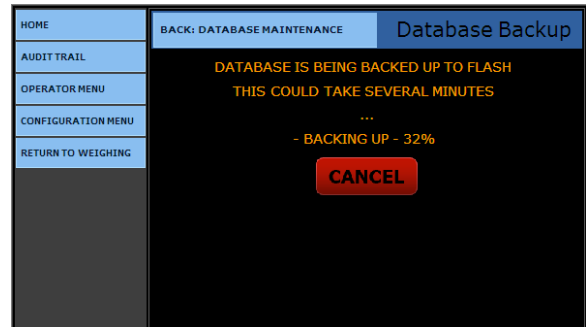 HOME
AUDIT TRAIL
OPERATOR MENU
CONFIGURATION MENU
RETURN TO WEIGHING
BACK: DATABASE MAINTENANCE
Database Backup
DATABASE IS BEING BACKED UP TO FLASH
THIS COULD TAKE SEVERAL MINUTES
...
- BACKING UP - 32%
CANCEL